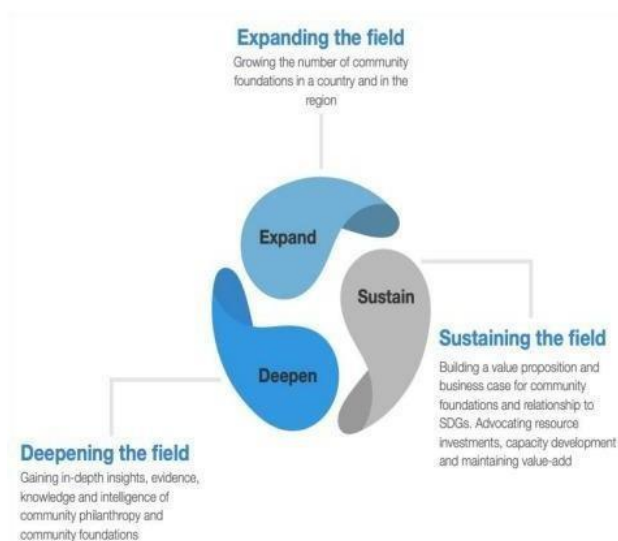 Expanding the field
Growing the number of community
foundations in a country and in the
region
Expand
Sustain
Deepen
Sustaining the field
Building a value proposition and
business case for community
foundations and relationship to
SDGs. Advocating resource
investments, capacity development
and maintaining value-add
Deepening the field
Gaining in-depth insights, evidence,
knowledge and intelligence of
community philanthropy and
community foundations